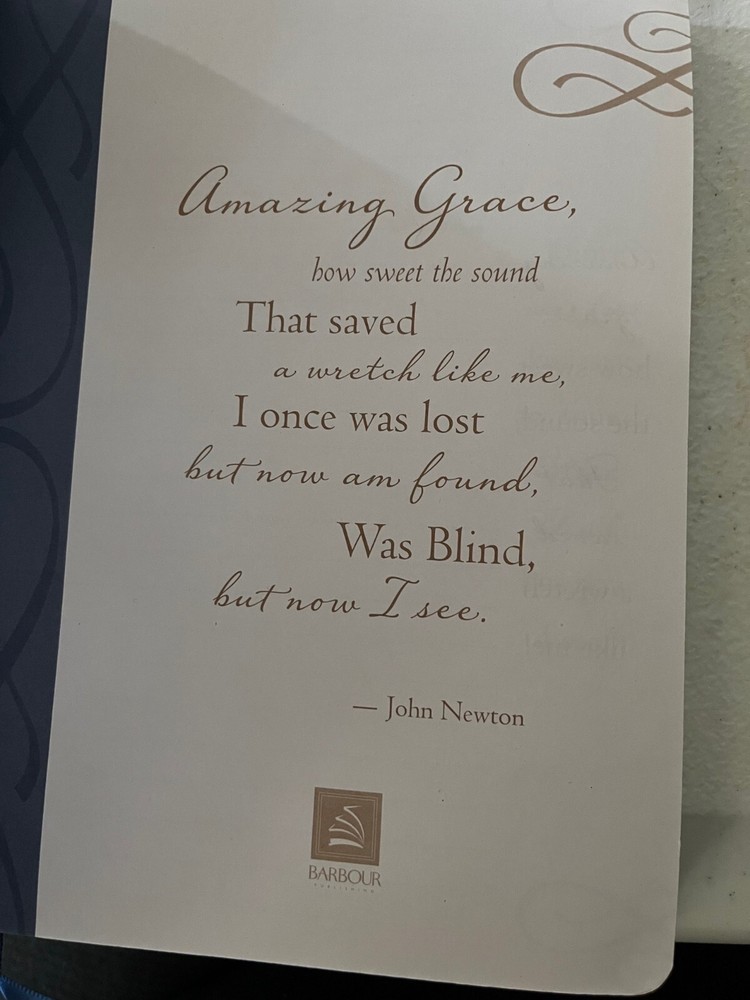 Amazing Grace,
how sweet the sound
That saved
a wretch like me,
I once was lost
but now am found,
Was Blind,
but now I see.
— John Newton
BARBOUR
PUBLISHING